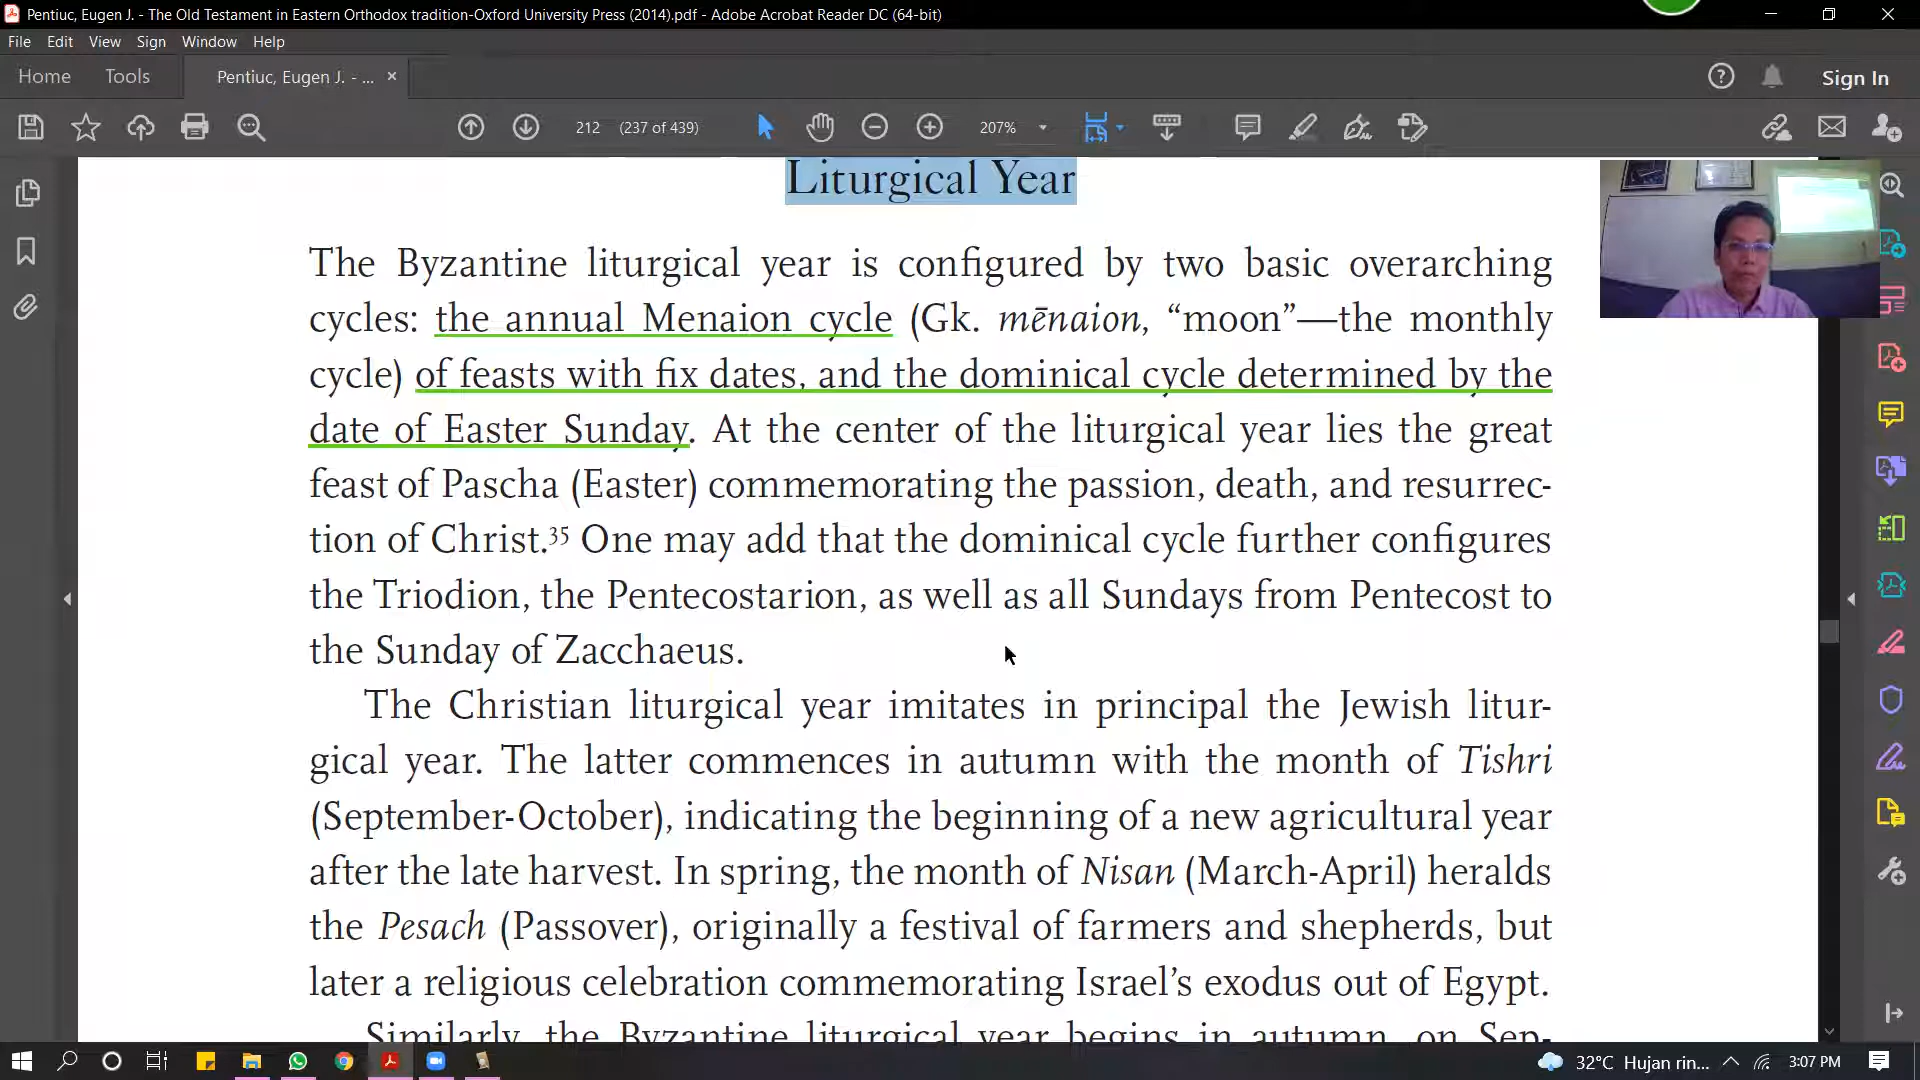 Pentiuc, Eugen J. - The Old Testament in Eastern Orthodox tradition-Oxford University Press (2014).pdf - Adobe Acrobat Reader DC (64-bit)
File Edit View Sign Window Help
Home Tools Pentiuc, Eugen J. - ... × Sign In
212 (237 of 439) 207%
Liturgical Year
The Byzantine liturgical year is configured by two basic overarching
cycles: the annual Menaion cycle (Gk. mēnaion, “moon”—the monthly
cycle) of feasts with fix dates, and the dominical cycle determined by the
date of Easter Sunday. At the center of the liturgical year lies the great
feast of Pascha (Easter) commemorating the passion, death, and resurrec-
tion of Christ.35 One may add that the dominical cycle further configures
the Triodion, the Pentecostarion, as well as all Sundays from Pentecost to
the Sunday of Zacchaeus.
The Christian liturgical year imitates in principal the Jewish litur-
gical year. The latter commences in autumn with the month of Tishri
(September-October), indicating the beginning of a new agricultural year
after the late harvest. In spring, the month of Nisan (March-April) heralds
the Pesach (Passover), originally a festival of farmers and shepherds, but
later a religious celebration commemorating Israel’s exodus out of Egypt.
Similarly, the Byzantine liturgical year begins in autumn, on Sep-
32°C Hujan rin... 3:07 PM